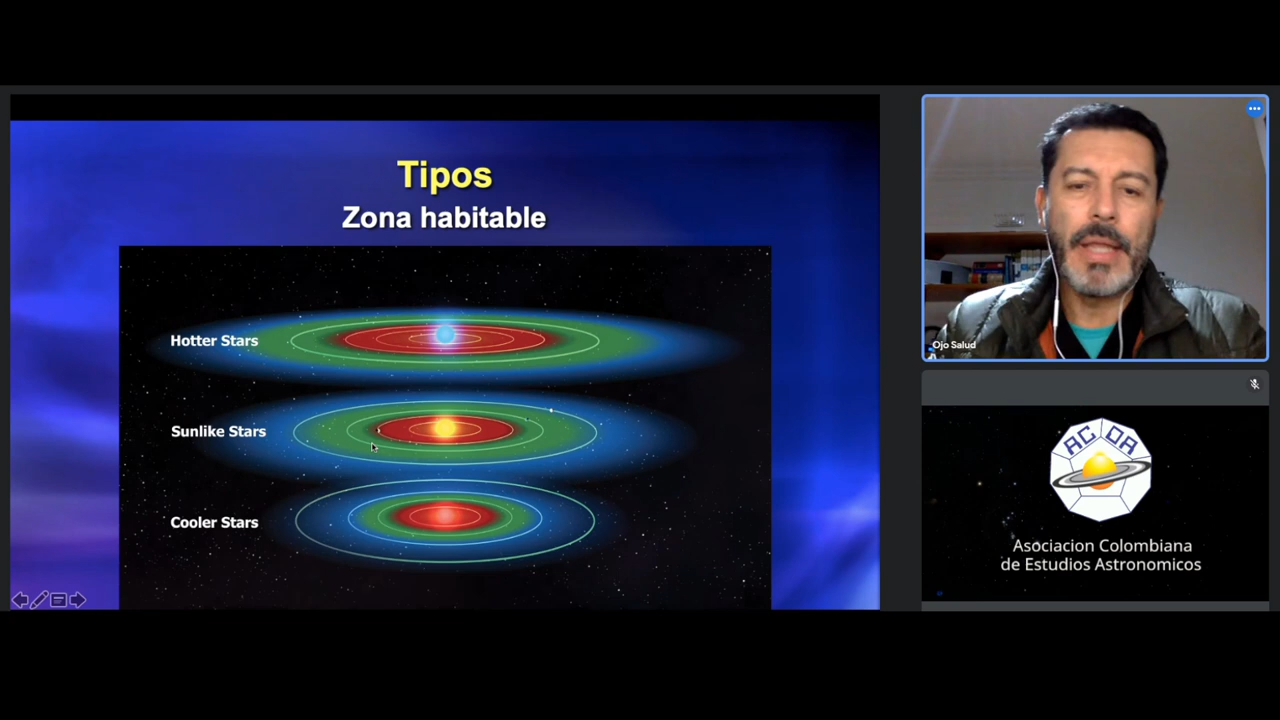 Tipos
Zona habitable
Hotter Stars
Sunlike Stars
Cooler Stars
Ojo Salud
ACDA
Asociacion Colombiana
de Estudios Astronomicos